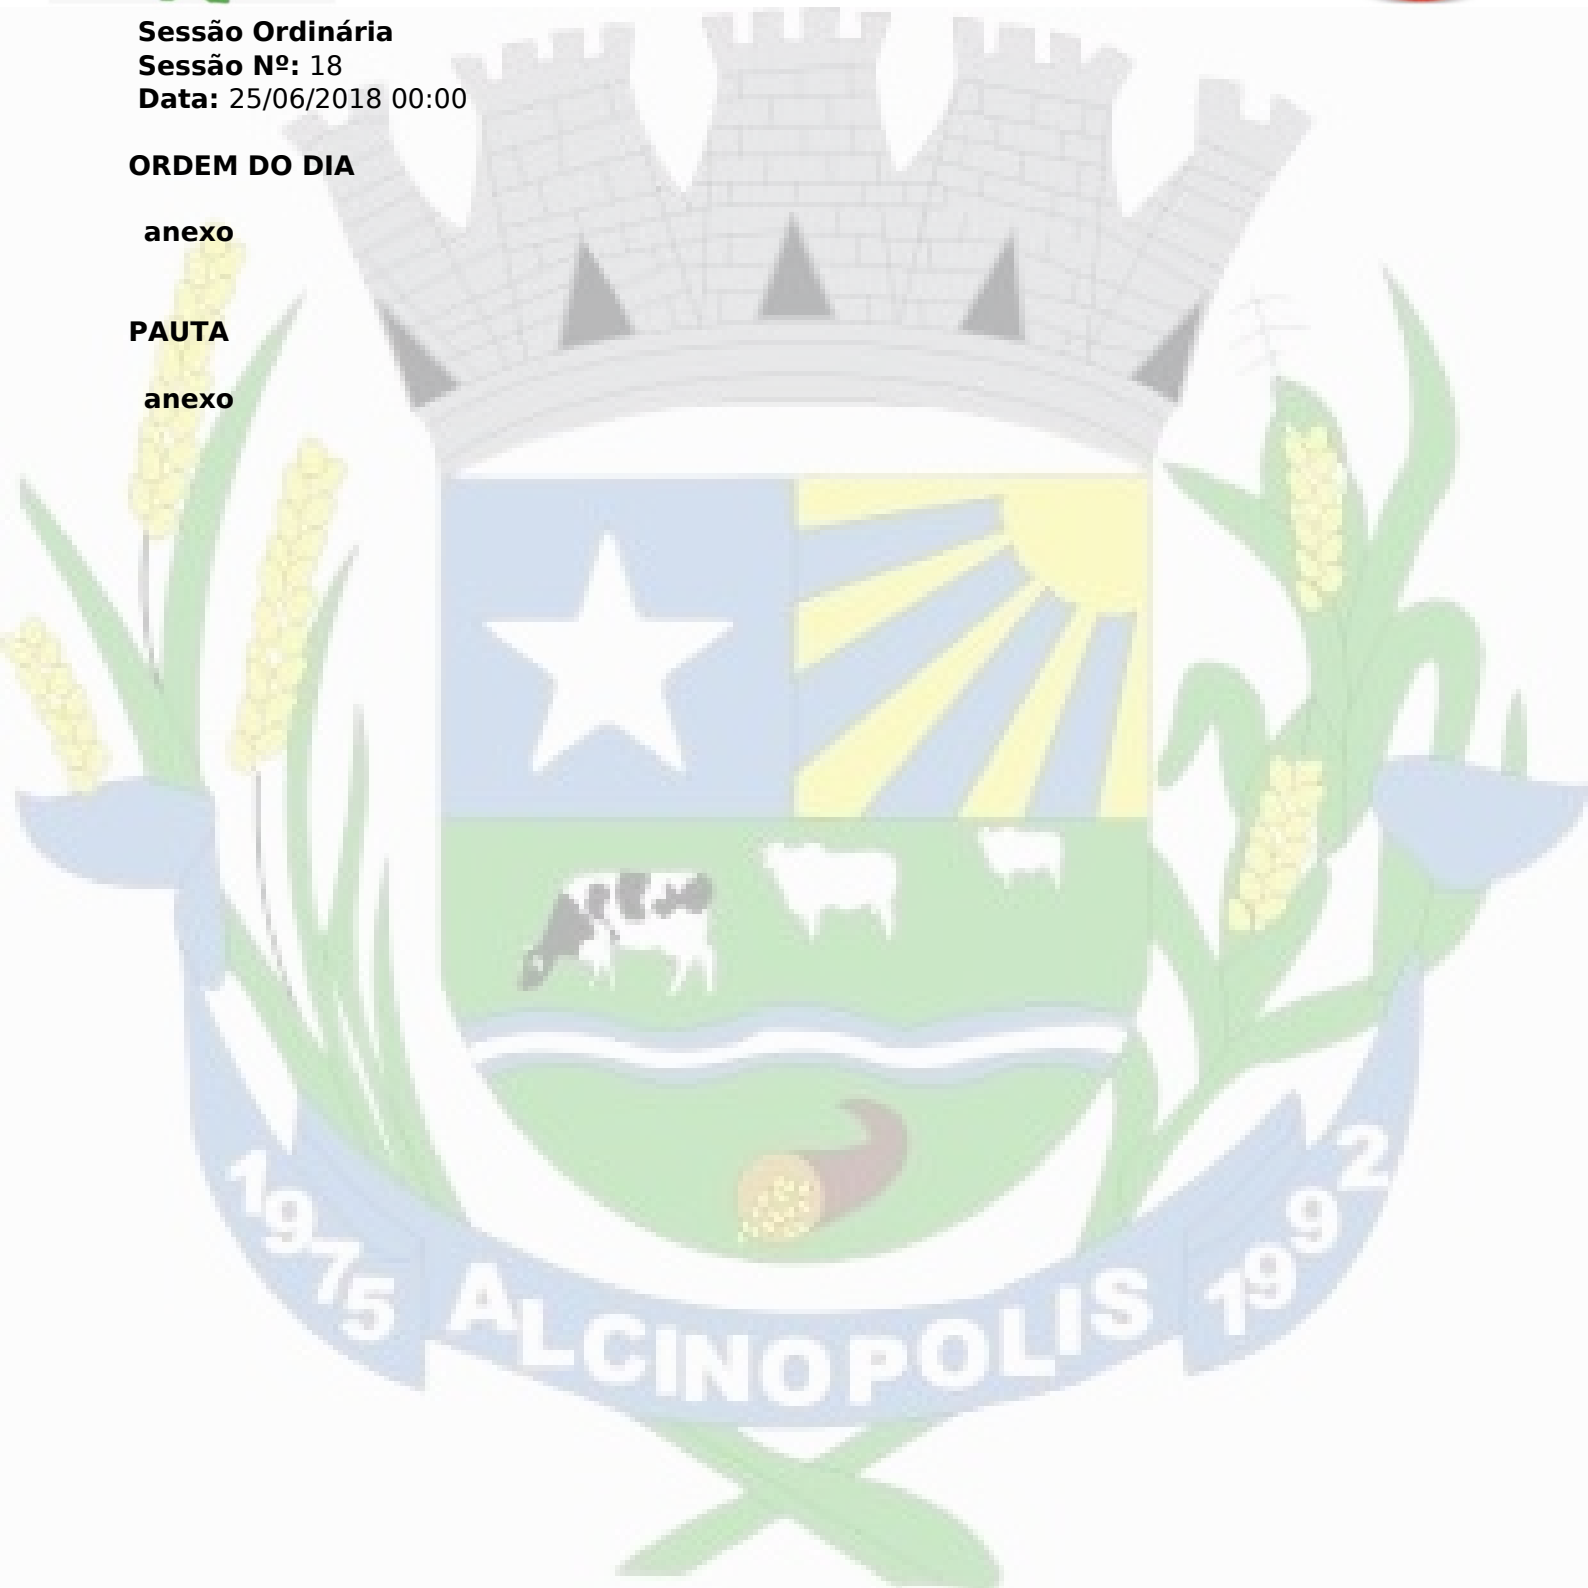 Sessão Ordinária
Sessão Nº: 18
Data: 25/06/2018 00:00
ORDEM DO DIA
anexo
PAUTA
anexo
1975 ALCINOPOLIS 1992